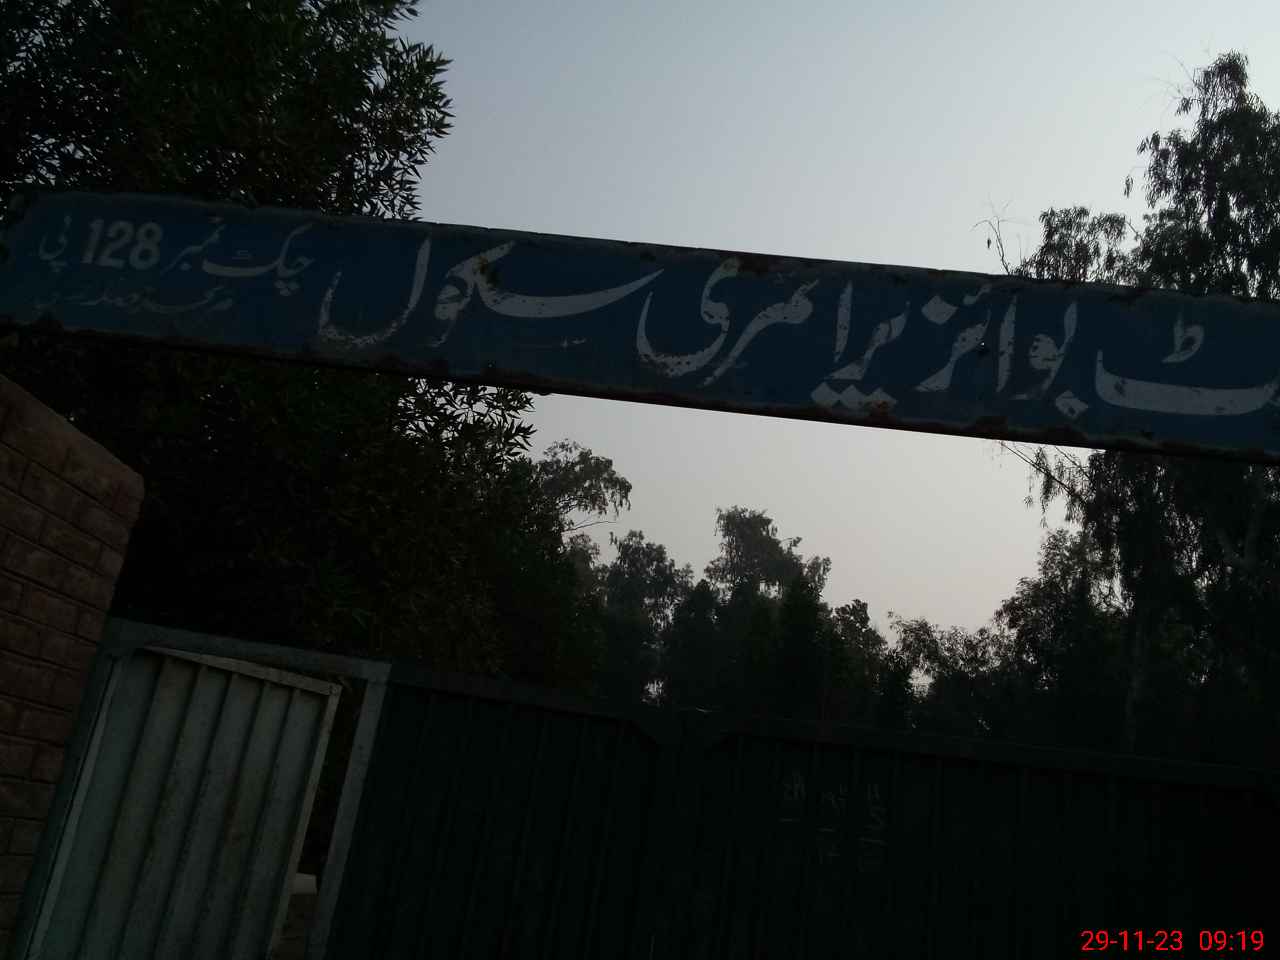 ٹ بوائز پرائمری سکول
چک نمبر 128 پی
29-11-23 09:19